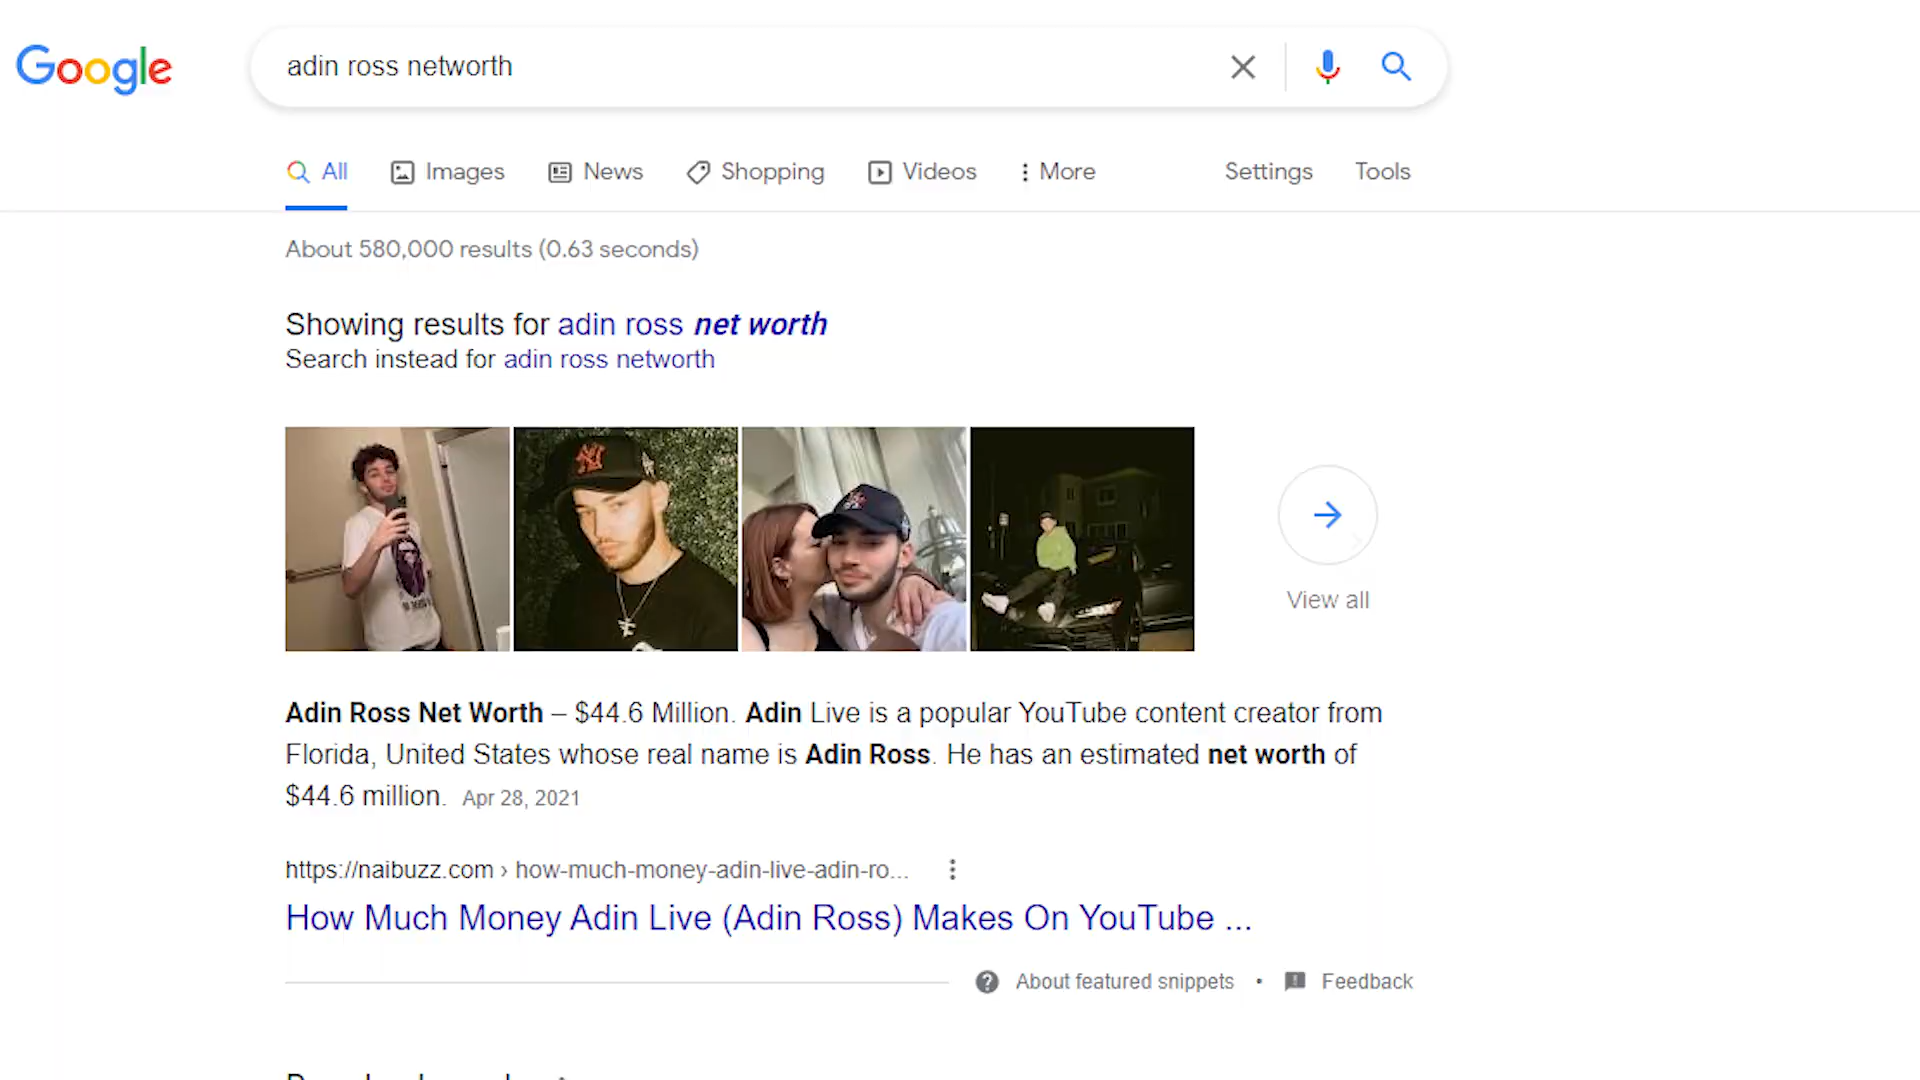 Google
adin ross networth
All Images News Shopping Videos More Settings Tools
About 580,000 results (0.63 seconds)
Showing results for adin ross net worth
Search instead for adin ross networth
View all
Adin Ross Net Worth – $44.6 Million. Adin Live is a popular YouTube content creator from
Florida, United States whose real name is Adin Ross. He has an estimated net worth of
$44.6 million. Apr 28, 2021
https://naibuzz.com › how-much-money-adin-live-adin-ro...
How Much Money Adin Live (Adin Ross) Makes On YouTube ...
About featured snippets • Feedback